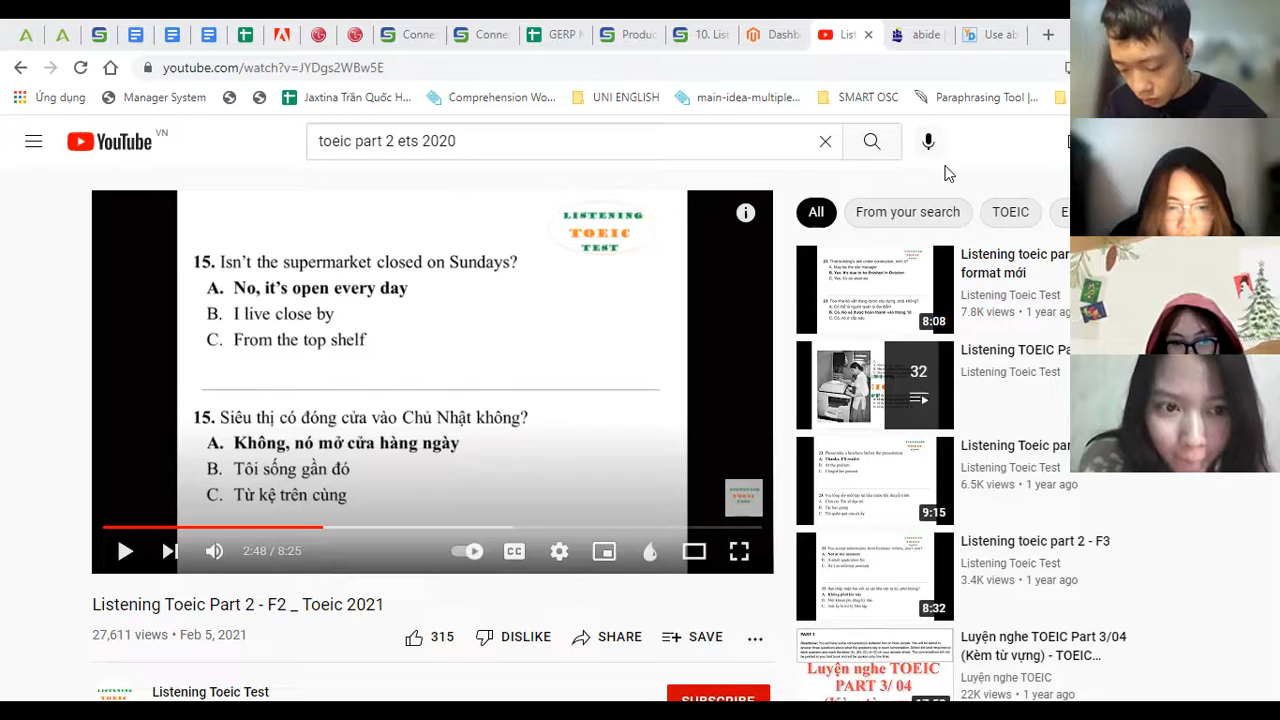 Conne
Conne
GERP N
Produc
10. List
Dashb
List
abide |
Use ab
youtube.com/watch?v=JYDgs2WBw5E
Ứng dụng
Manager System
Jaxtina Trần Quốc H...
Comprehension Wo...
UNI ENGLISH
main-idea-multiple...
SMART OSC
Paraphrasing Tool |...
YouTube VN
toeic part 2 ets 2020
LISTENING
TOEIC
TEST
15. Isn't the supermarket closed on Sundays?
A. No, it's open every day
B. I live close by
C. From the top shelf
15. Siêu thị có đóng cửa vào Chủ Nhật không?
A. Không, nó mở cửa hàng ngày
B. Tôi sống gần đó
C. Từ kệ trên cùng
2:48 / 8:25
CC
Listening Toeic Part 2 - F2 _ Toeic 2021
27,611 views • Feb 5, 2021
315
DISLIKE
SHARE
SAVE
Listening Toeic Test
SUBSCRIBE
All
From your search
TOEIC
Listening toeic par
format mới
Listening Toeic Test
7.8K views • 1 year ago
8:08
Listening TOEIC Par
Listening Toeic Test
32
Listening Toeic par
Listening Toeic Test
6.5K views • 1 year ago
9:15
Listening toeic part 2 - F3
Listening Toeic Test
3.4K views • 1 year ago
8:32
Luyện nghe TOEIC Part 3/04
(Kèm từ vựng) - TOEIC...
Luyện nghe TOEIC
22K views • 1 year ago
PART 3
Luyện nghe TOEIC
PART 3/ 04